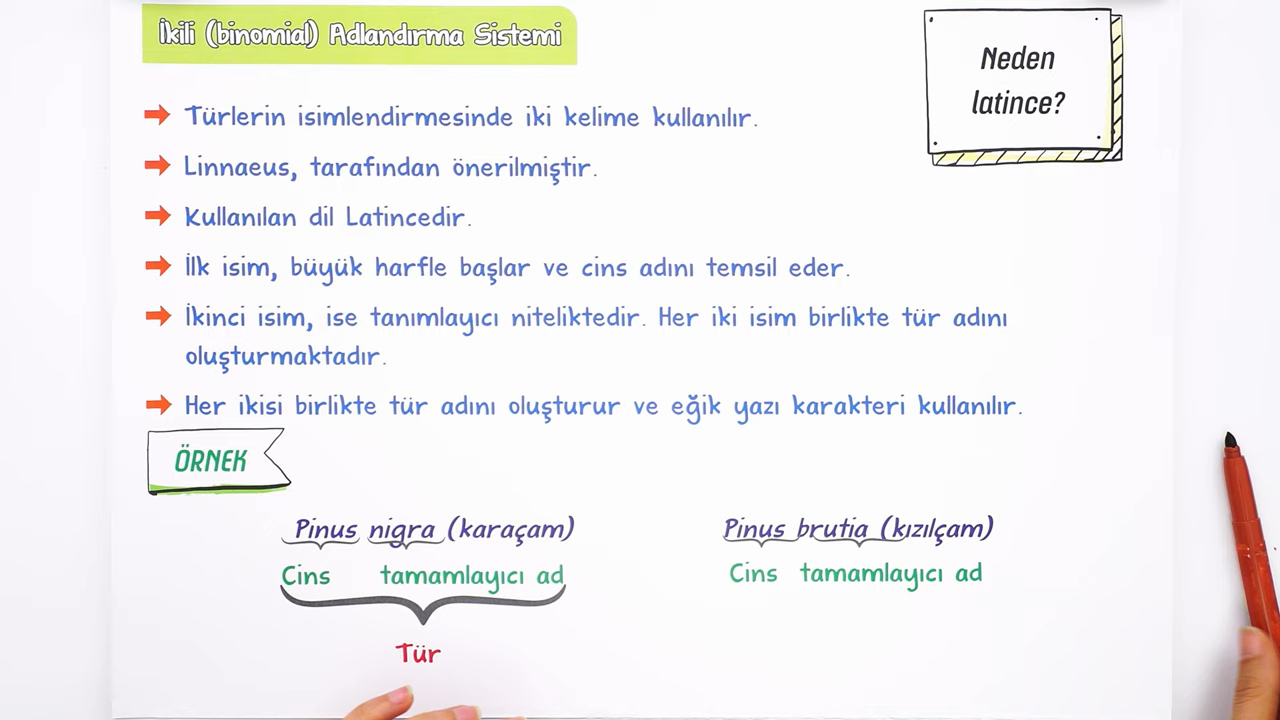 İkili (binomial) Adlandırma Sistemi
Neden
latince?
Türlerin isimlendirmesinde iki kelime kullanılır.
Linnaeus, tarafından önerilmiştir.
Kullanılan dil Latincedir.
İlk isim, büyük harfle başlar ve cins adını temsil eder.
İkinci isim, ise tanımlayıcı niteliktedir. Her iki isim birlikte tür adını
oluşturmaktadır.
Her ikisi birlikte tür adını oluşturur ve eğik yazı karakteri kullanılır.
ÖRNEK
Pinus nigra (karaçam)
Cins tamamlayıcı ad
Tür
Pinus brutia (kızılçam)
Cins tamamlayıcı ad